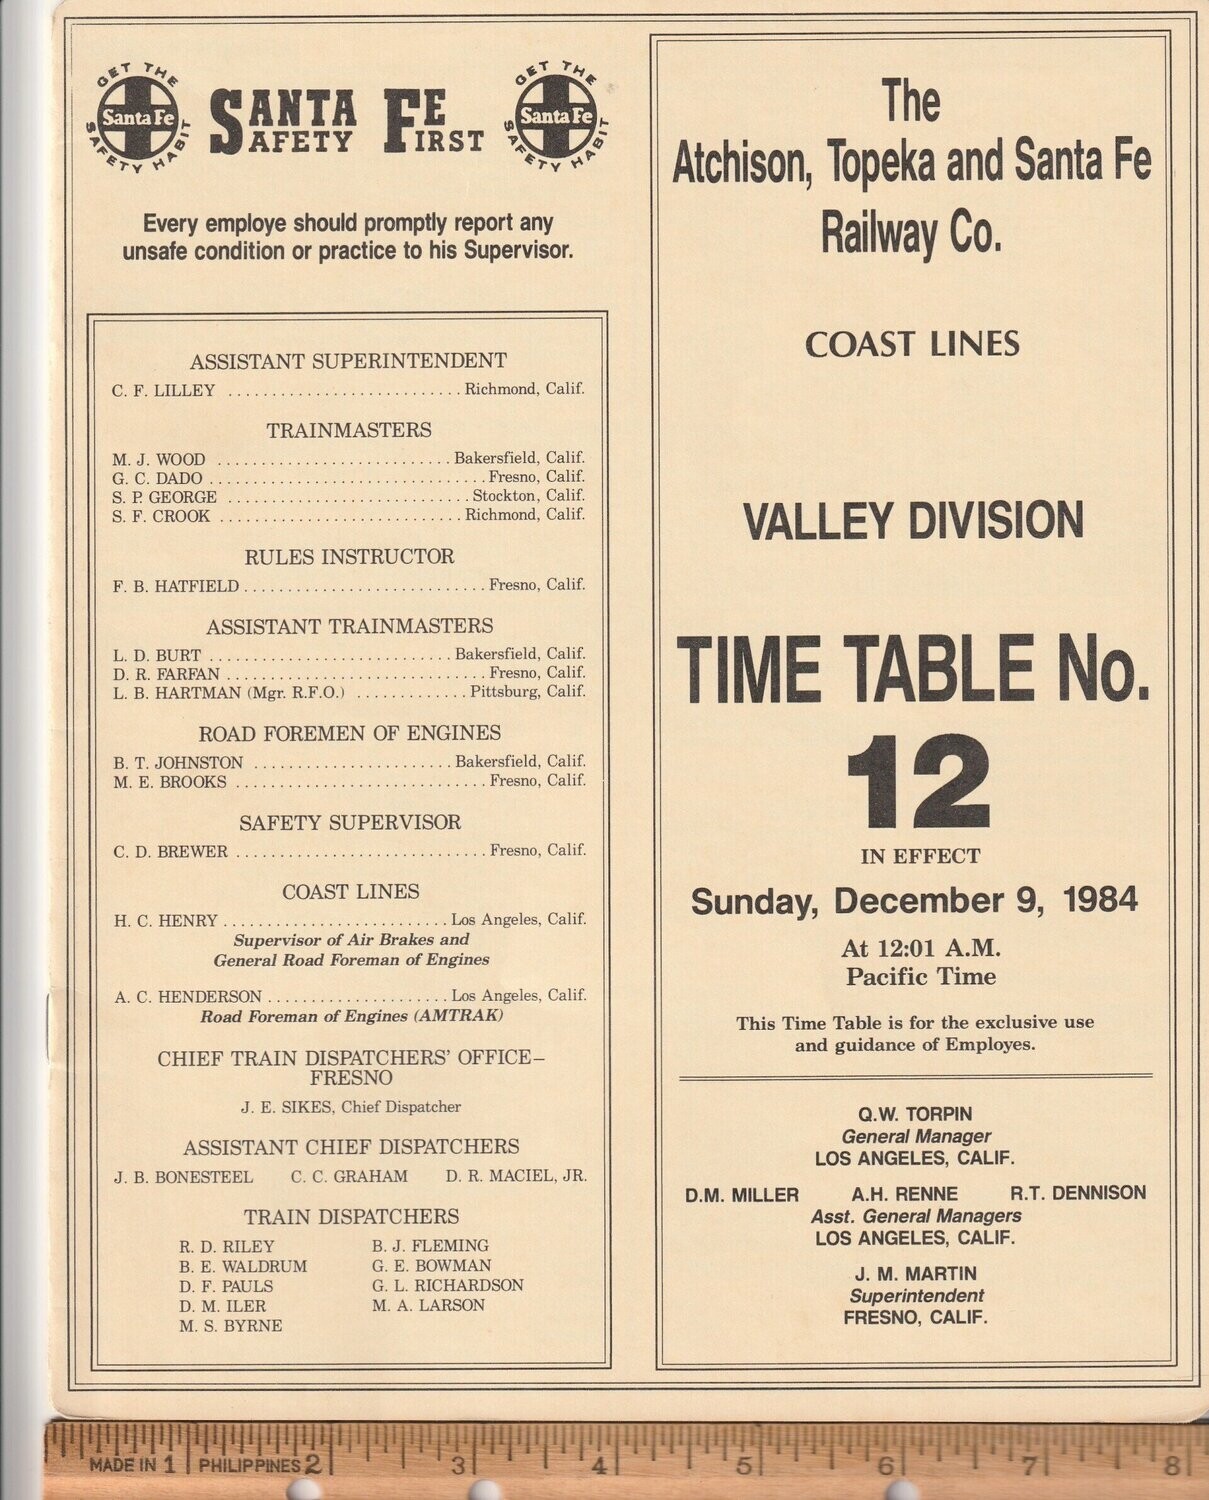 GET THE
Santa Fe
SAFETY HABIT
SANTA FE
SAFETY FIRST
GET THE
Santa Fe
SAFETY HABIT
Every employe should promptly report any
unsafe condition or practice to his Supervisor.
ASSISTANT SUPERINTENDENT
C. F. LILLEY .......................... Richmond, Calif.
TRAINMASTERS
M. J. WOOD .......................... Bakersfield, Calif.
G. C. DADO .............................. Fresno, Calif.
S. P. GEORGE ........................... Stockton, Calif.
S. F. CROOK ........................... Richmond, Calif.
RULES INSTRUCTOR
F. B. HATFIELD ........................... Fresno, Calif.
ASSISTANT TRAINMASTERS
L. D. BURT ........................... Bakersfield, Calif.
D. R. FARFAN ............................. Fresno, Calif.
L. B. HARTMAN (Mgr. R.F.O.) ............. Pittsburg, Calif.
ROAD FOREMEN OF ENGINES
B. T. JOHNSTON ...................... Bakersfield, Calif.
M. E. BROOKS ............................ Fresno, Calif.
SAFETY SUPERVISOR
C. D. BREWER ............................ Fresno, Calif.
COAST LINES
H. C. HENRY ......................... Los Angeles, Calif.
Supervisor of Air Brakes and
General Road Foreman of Engines
A. C. HENDERSON .................... Los Angeles, Calif.
Road Foreman of Engines (AMTRAK)
CHIEF TRAIN DISPATCHERS' OFFICE–
FRESNO
J. E. SIKES, Chief Dispatcher
ASSISTANT CHIEF DISPATCHERS
J. B. BONESTEEL C. C. GRAHAM D. R. MACIEL, JR.
TRAIN DISPATCHERS
R. D. RILEY B. J. FLEMING
B. E. WALDRUM G. E. BOWMAN
D. F. PAULS G. L. RICHARDSON
D. M. ILER M. A. LARSON
M. S. BYRNE
The
Atchison, Topeka and Santa Fe
Railway Co.
COAST LINES
VALLEY DIVISION
TIME TABLE No.
12
IN EFFECT
Sunday, December 9, 1984
At 12:01 A.M.
Pacific Time
This Time Table is for the exclusive use
and guidance of Employes.
Q.W. TORPIN
General Manager
LOS ANGELES, CALIF.
D.M. MILLER A.H. RENNE R.T. DENNISON
Asst. General Managers
LOS ANGELES, CALIF.
J. M. MARTIN
Superintendent
FRESNO, CALIF.
MADE IN 1 PHILIPPINES 2 3 4 5 6 7 8